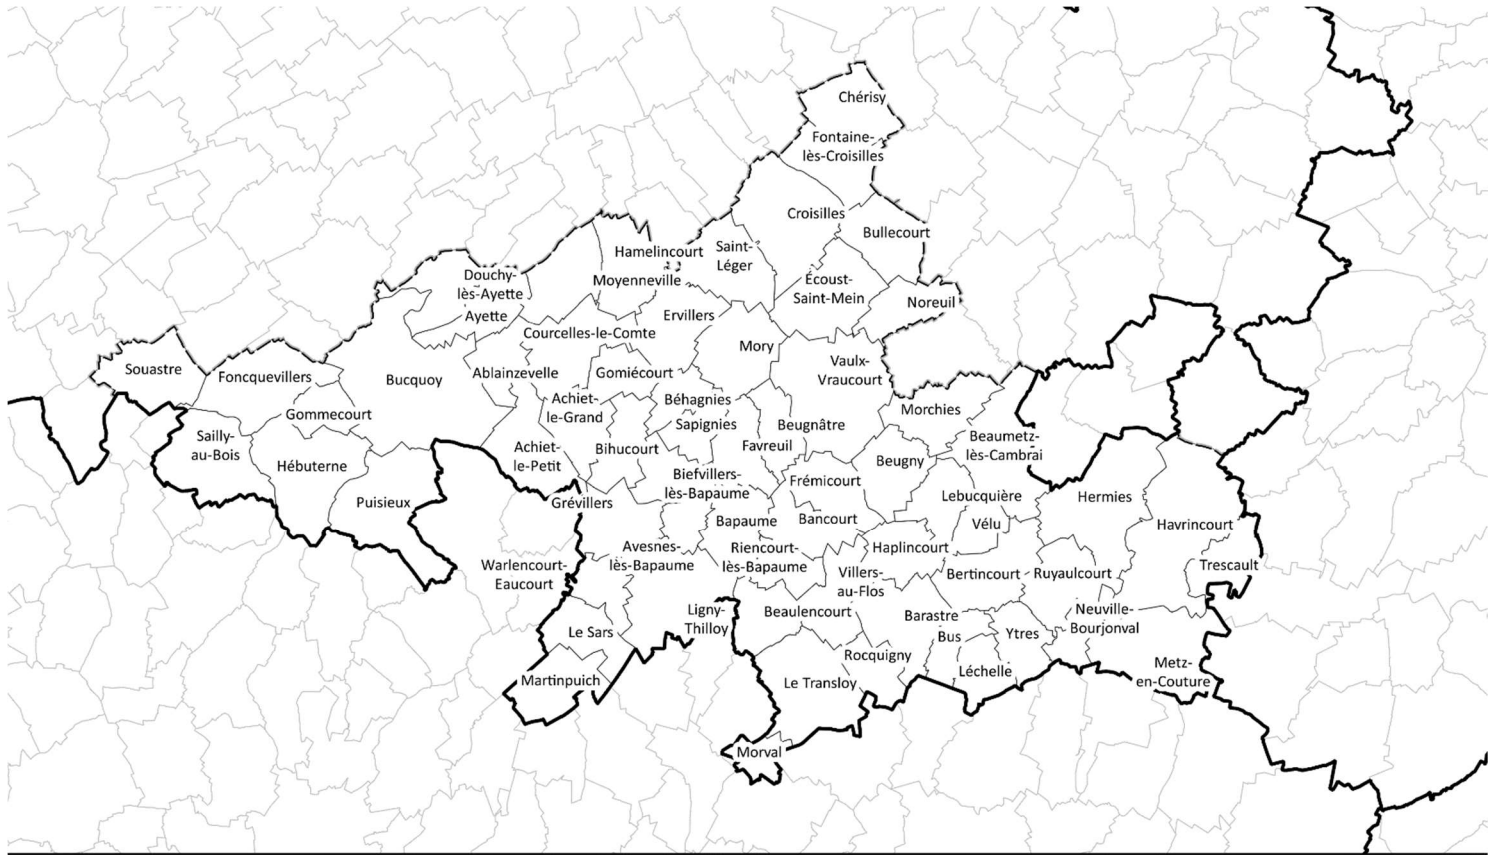 Chérisy
Fontaine-
lès-Croisilles
Croisilles
Bullecourt
Hamelincourt
Saint-
Léger
Douchy-
lès-Ayette
Moyenneville
Écoust-
Saint-Mein
Noreuil
Ayette
Ervillers
Courcelles-le-Comte
Mory
Vaulx-
Vraucourt
Souastre
Foncquevillers
Bucquoy
Ablainzevelle
Gomiécourt
Achiet-
le-Grand
Béhagnies
Morchies
Gommecourt
Sapignies
Beugnâtre
Sailly-
au-Bois
Achiet-
le-Petit
Bihucourt
Favreuil
Beaumetz-
lès-Cambrai
Hébuterne
Beugny
Biefvillers-
lès-Bapaume
Frémicourt
Puisieux
Grévillers
Lebucquière
Hermies
Bapaume
Bancourt
Vélu
Havrincourt
Avesnes-
lès-Bapaume
Riencourt-
lès-Bapaume
Haplincourt
Warlencourt-
Eaucourt
Villers-
au-Flos
Bertincourt
Ruyaulcourt
Trescault
Ligny-
Thilloy
Beaulencourt
Barastre
Neuville-
Bourjonval
Le Sars
Bus
Ytres
Rocquigny
Martinpuich
Le Transloy
Léchelle
Metz-
en-Couture
Morval